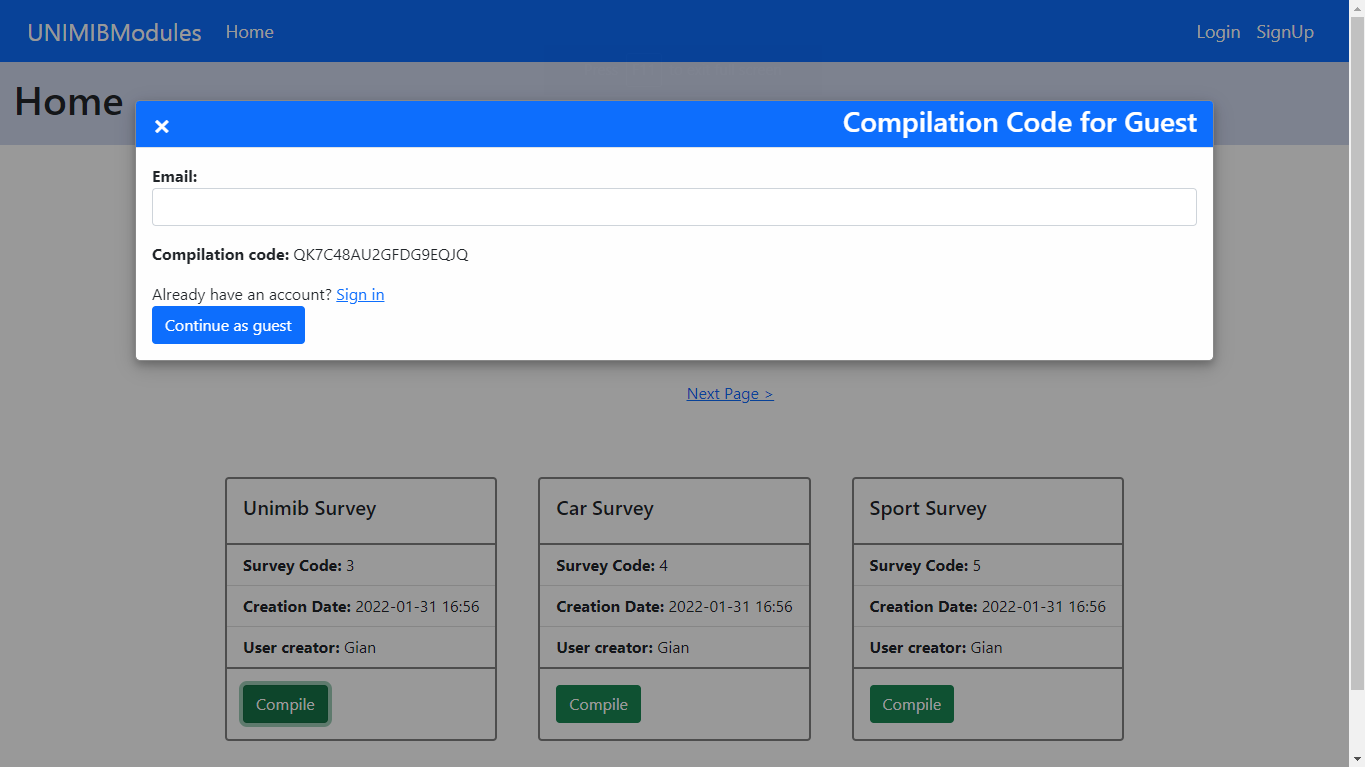 UNIMIBModules Home Login SignUp
Home
× Compilation Code for Guest
Email:
Compilation code: QK7C48AU2GFDG9EQJQ
Already have an account? Sign in
Continue as guest
Next Page >
Unimib Survey
Survey Code: 3
Creation Date: 2022-01-31 16:56
User creator: Gian
Compile
Car Survey
Survey Code: 4
Creation Date: 2022-01-31 16:56
User creator: Gian
Compile
Sport Survey
Survey Code: 5
Creation Date: 2022-01-31 16:56
User creator: Gian
Compile